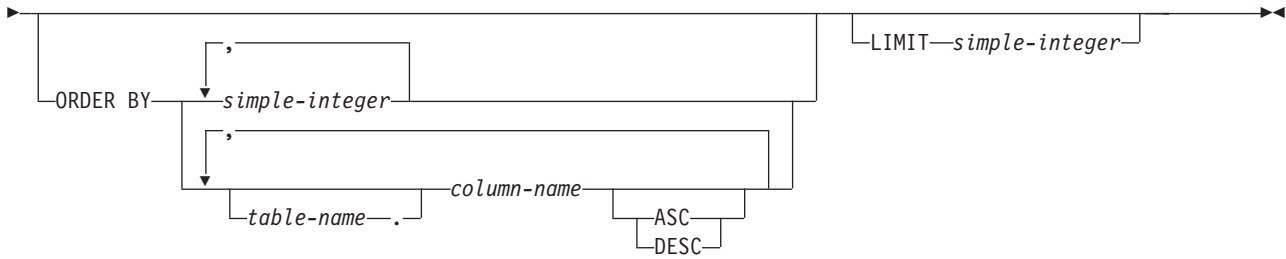 ,
LIMIT simple-integer
ORDER BY simple-integer
,
column-name
table-name . ASC
DESC